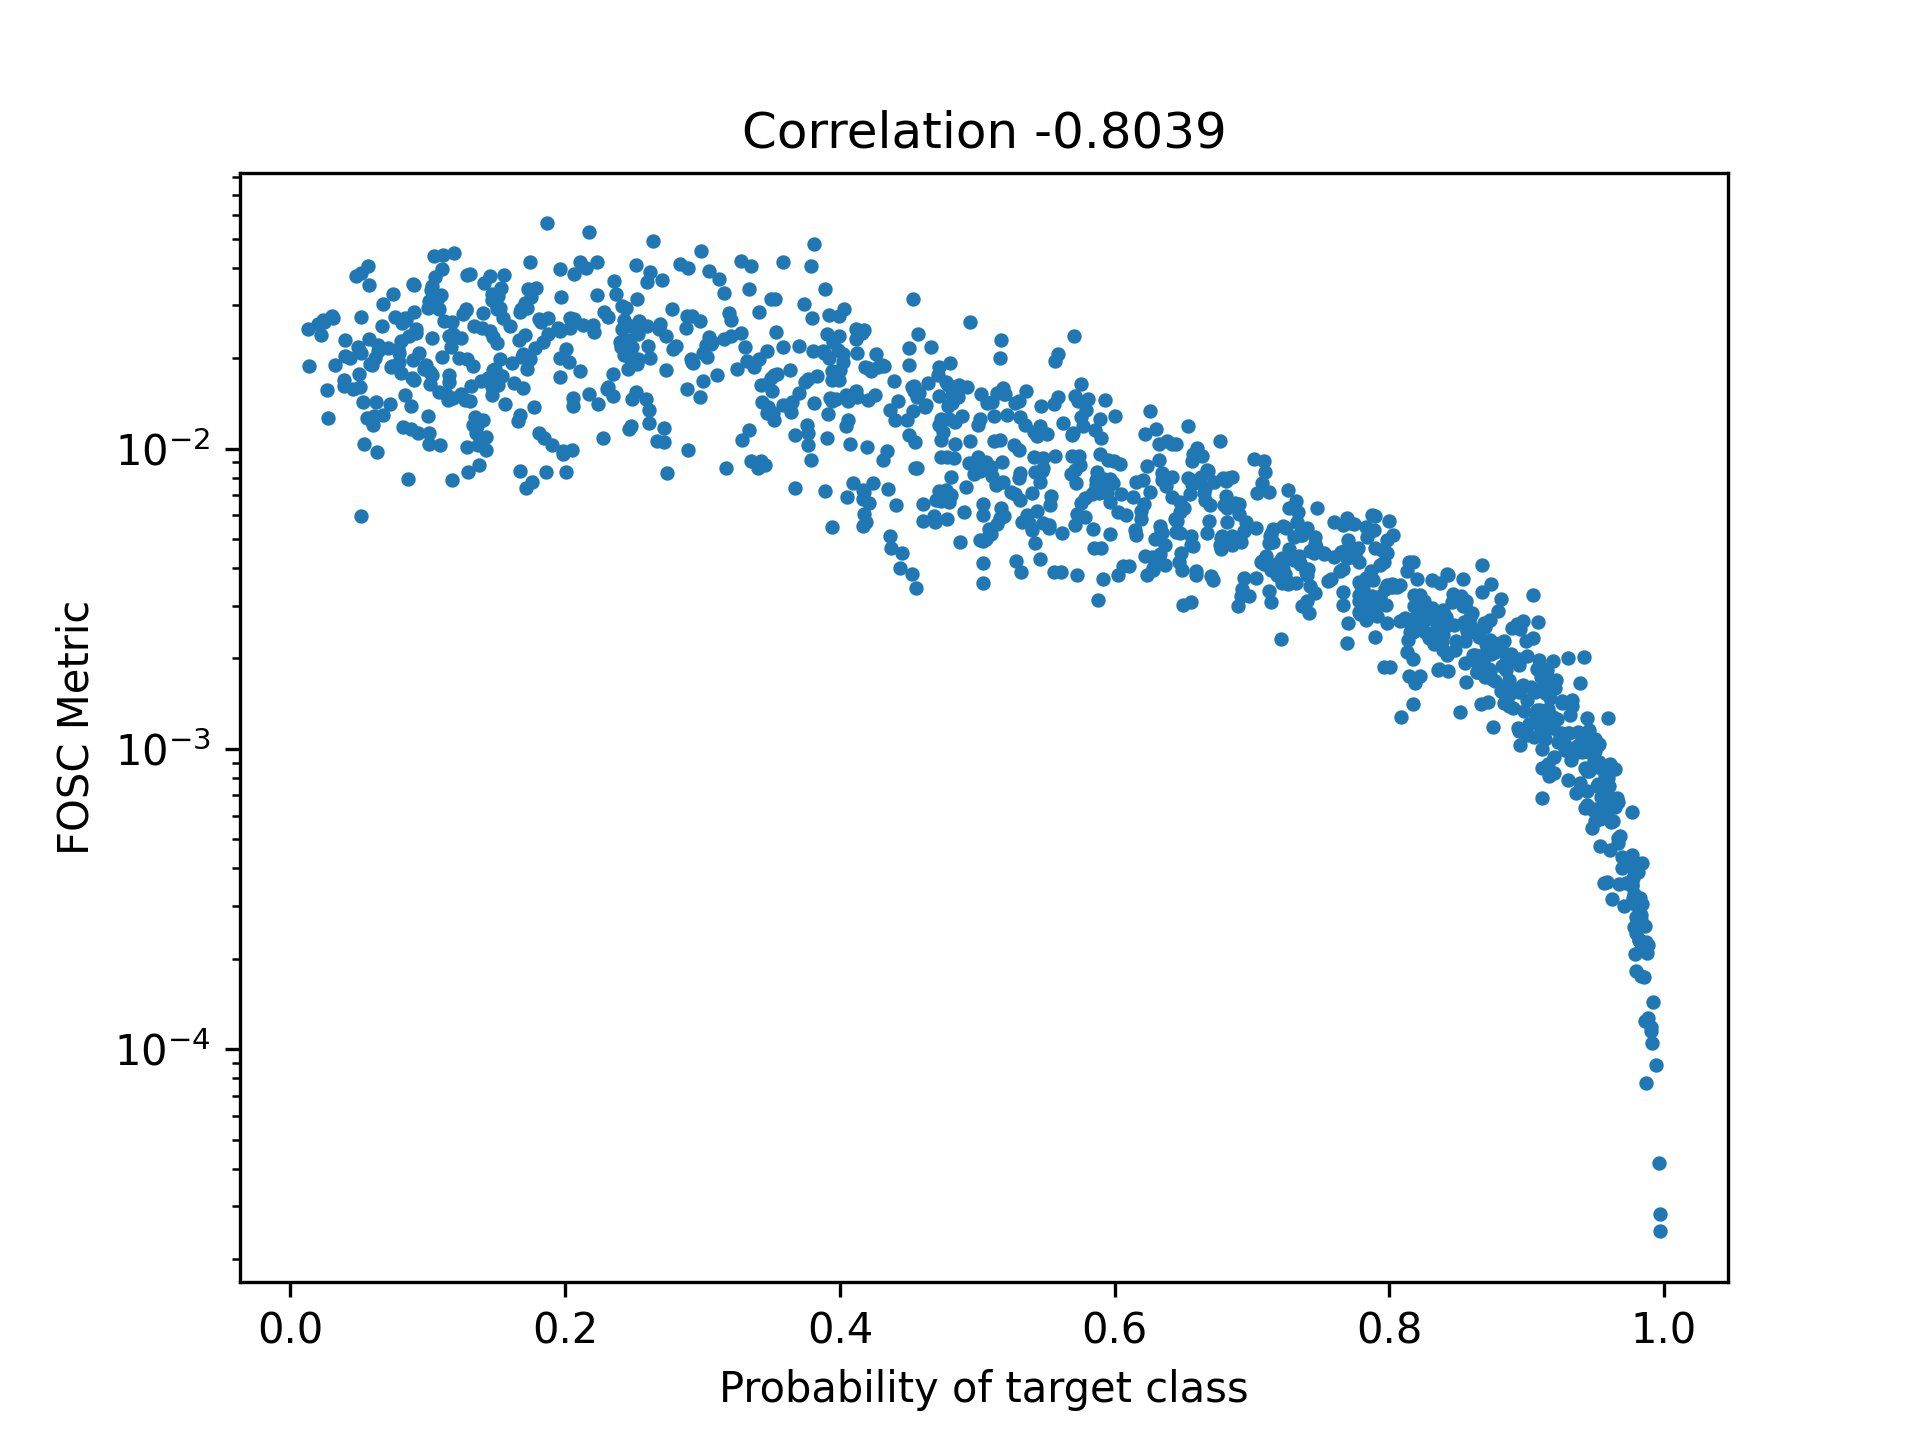 Correlation -0.8039
FOSC Metric
10⁻²
10⁻³
10⁻⁴
0.0 0.2 0.4 0.6 0.8 1.0
Probability of target class